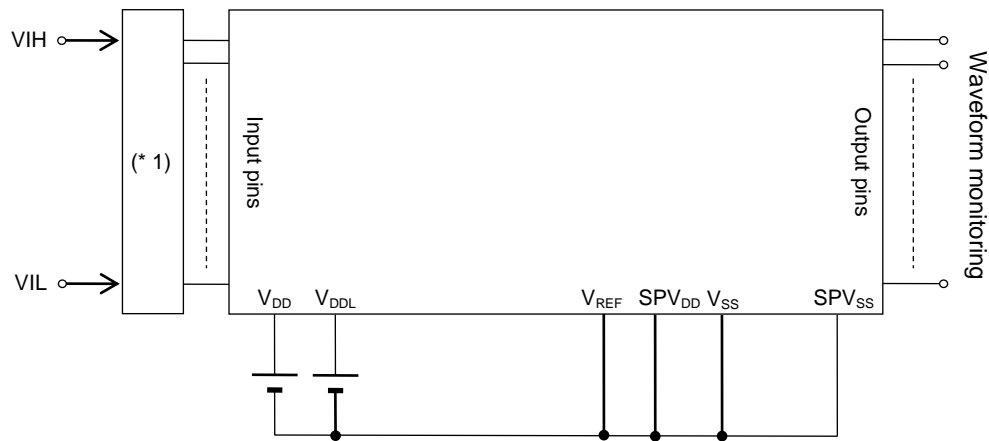 VIH
VIL
(* 1)
Input pins
Output pins
Waveform monitoring
VDD
VDDL
VREF
SPVDD
VSS
SPVSS